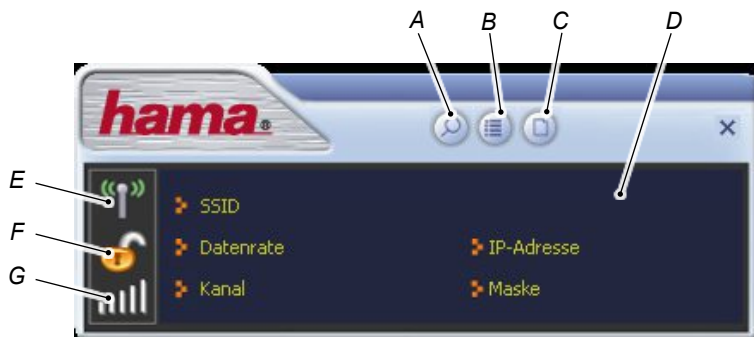 A B C D
hama.
E
SSID
F
Datenrate IP-Adresse
G
Kanal Maske